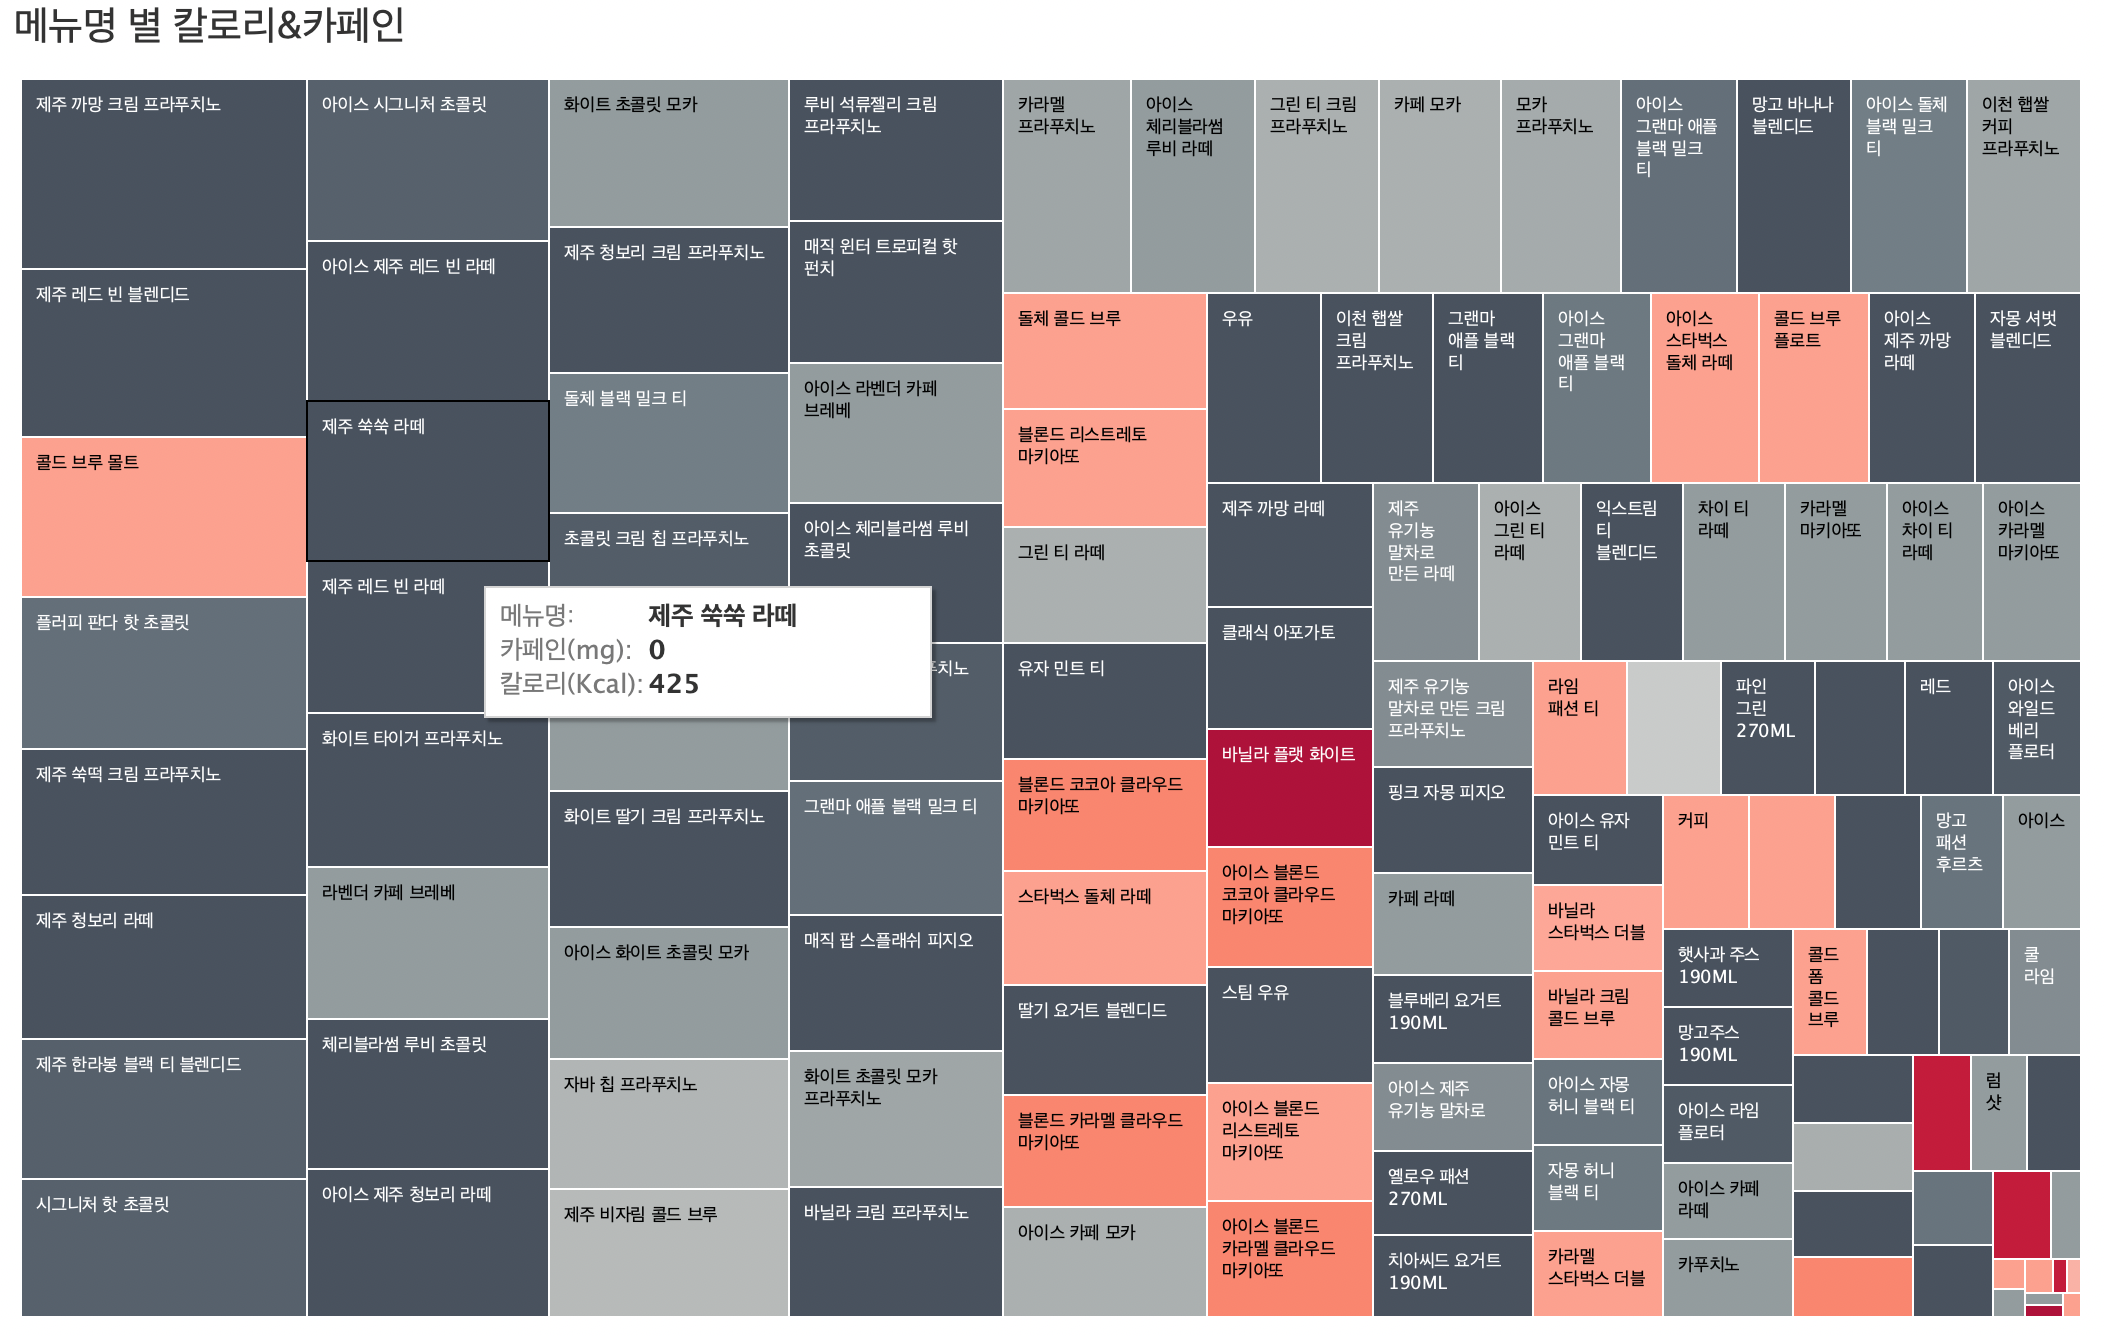 메뉴명 별 칼로리&카페인
제주 까망 크림 프라푸치노
제주 레드 빈 블렌디드
콜드 브루 몰트
플러피 판다 핫 초콜릿
제주 쑥떡 크림 프라푸치노
제주 청보리 라떼
제주 한라봉 블랙 티 블렌디드
시그니처 핫 초콜릿
아이스 시그니처 초콜릿
아이스 제주 레드 빈 라떼
제주 쑥쑥 라떼
제주 레드 빈 라떼
화이트 타이거 프라푸치노
라벤더 카페 브레베
체리블라썸 루비 초콜릿
아이스 제주 청보리 라떼
화이트 초콜릿 모카
제주 청보리 크림 프라푸치노
돌체 블랙 밀크 티
초콜릿 크림 칩 프라푸치노
화이트 딸기 크림 프라푸치노
아이스 화이트 초콜릿 모카
자바 칩 프라푸치노
제주 비자림 콜드 브루
메뉴명: 제주 쑥쑥 라떼
카페인(mg): 0
칼로리(Kcal): 425
루비 석류젤리 크림
프라푸치노
매직 윈터 트로피컬 핫
펀치
아이스 라벤더 카페
브레베
아이스 체리블라썸 루비
초콜릿
푸치노
그랜마 애플 블랙 밀크 티
매직 팝 스플래쉬 피지오
화이트 초콜릿 모카
프라푸치노
바닐라 크림 프라푸치노
카라멜
프라푸치노
아이스
체리블라썸
루비 라떼
그린 티 크림
프라푸치노
카페 모카
모카
프라푸치노
아이스
그랜마 애플
블랙 밀크
티
망고 바나나
블렌디드
아이스 돌체
블랙 밀크
티
이천 햅쌀
커피
프라푸치노
돌체 콜드 브루
블론드 리스트레토
마키아또
그린 티 라떼
유자 민트 티
블론드 코코아 클라우드
마키아또
스타벅스 돌체 라떼
딸기 요거트 블렌디드
블론드 카라멜 클라우드
마키아또
아이스 카페 모카
우유
이천 햅쌀
크림
프라푸치노
그랜마
애플 블랙
티
아이스
그랜마
애플 블랙
티
아이스
스타벅스
돌체 라떼
콜드 브루
플로트
아이스
제주 까망
라떼
자몽 셔벗
블렌디드
제주 까망 라떼
클래식 아포가토
바닐라 플랫 화이트
아이스 블론드
코코아 클라우드
마키아또
스팀 우유
아이스 블론드
리스트레토
마키아또
아이스 블론드
카라멜 클라우드
마키아또
제주
유기농
말차로
만든 라떼
아이스
그린 티
라떼
익스트림
티
블렌디드
차이 티
라떼
카라멜
마키아또
아이스
차이 티
라떼
아이스
카라멜
마키아또
제주 유기농
말차로 만든 크림
프라푸치노
핑크 자몽 피지오
카페 라떼
블루베리 요거트
190ML
아이스 제주
유기농 말차로
옐로우 패션
270ML
치아씨드 요거트
190ML
라임
패션 티
파인
그린
270ML
레드
아이스
와일드
베리
플로터
아이스 유자
민트 티
바닐라
스타벅스 더블
바닐라 크림
콜드 브루
아이스 자몽
허니 블랙 티
자몽 허니
블랙 티
카라멜
스타벅스 더블
커피
망고
패션
후르츠
아이스
햇사과 주스
190ML
망고주스
190ML
아이스 라임
플로터
아이스 카페
라떼
카푸치노
콜드
폼
콜드
브루
쿨
라임
럼
샷